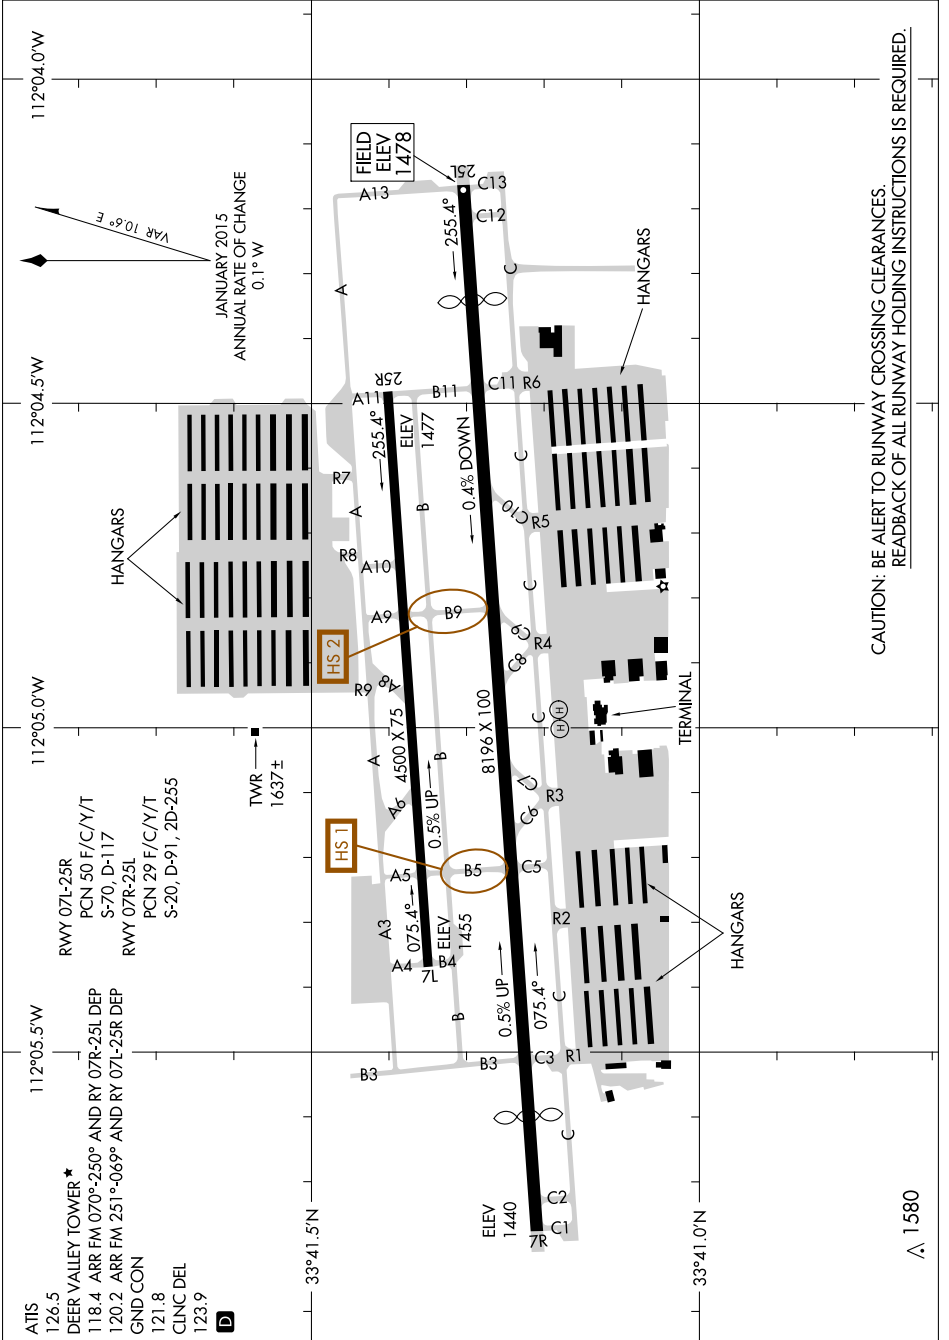 ATIS
126.5
DEER VALLEY TOWER★
118.4 ARR FM 070°-250° AND RY 07R-25L DEP
120.2 ARR FM 251°-069° AND RY 07L-25R DEP
GND CON
121.8
CLNC DEL
123.9
D
RWY 07L-25R
PCN 50 F/C/Y/T
S-70, D-117
RWY 07R-25L
PCN 29 F/C/Y/T
S-20, D-91, 2D-255
112°05.5'W
112°05.0'W
112°04.5'W
112°04.0'W
33°41.5'N
33°41.0'N
VAR 10.6° E
JANUARY 2015
ANNUAL RATE OF CHANGE
0.1° W
TWR
1637±
HANGARS
HS 1
HS 2
FIELD
ELEV
1478
R9
R8
R7
B3
A4
A3
A5
A6
A
A8
A9
A10
A
A11
A
A13
7L
075.4°
4500 X 75
255.4°
25R
0.5% UP
ELEV
1455
ELEV
1477
B3
B
B4
B5
B
B9
B
B11
ELEV
1440
7R
0.5% UP
075.4°
8196 X 100
0.4% DOWN
255.4°
25L
C1
C2
C
C3
C
C5
C6
C7
C
C8
C9
C
C10
C
C11
C
C12
C13
R1
R2
R3
R4
R5
R6
H
H
TERMINAL
HANGARS
HANGARS
1580
CAUTION: BE ALERT TO RUNWAY CROSSING CLEARANCES.
READBACK OF ALL RUNWAY HOLDING INSTRUCTIONS IS REQUIRED.